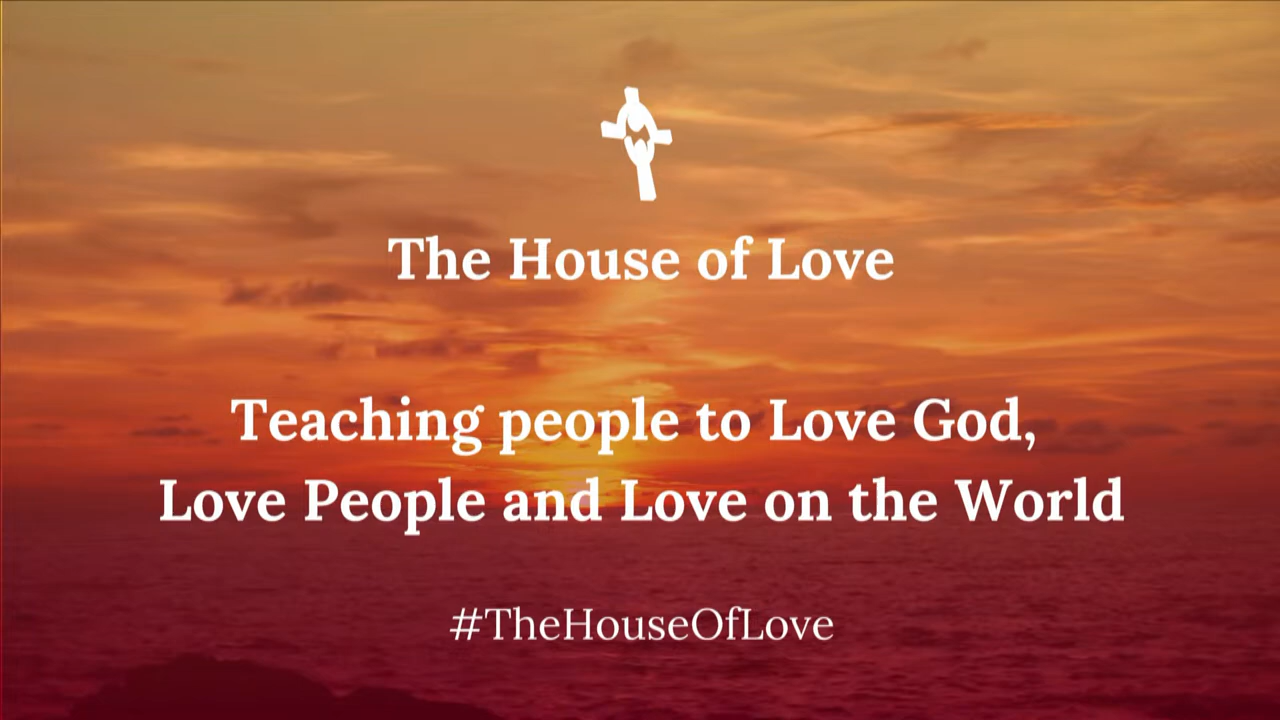 The House of Love
Teaching people to Love God,
Love People and Love on the World
#TheHouseOfLove